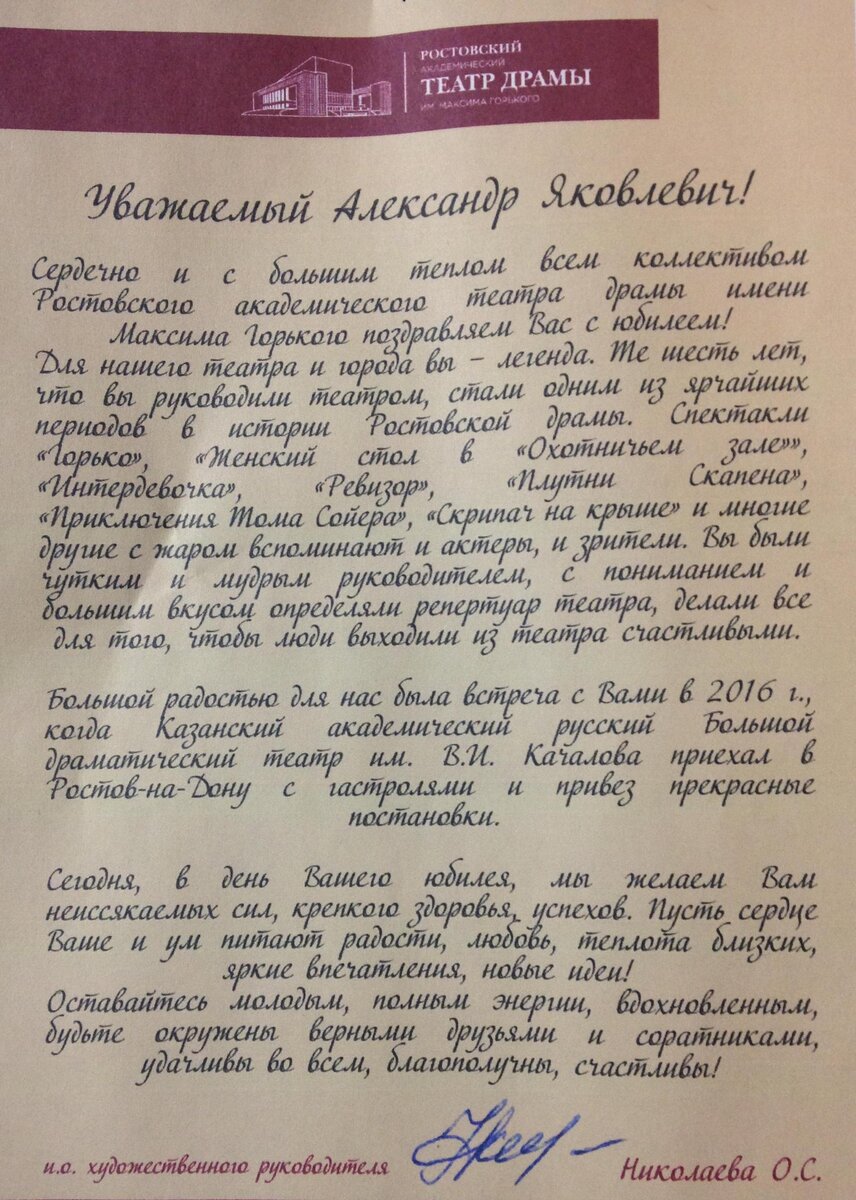 РОСТОВСКИЙ
АКАДЕМИЧЕСКИЙ
ТЕАТР ДРАМЫ
ИМ. МАКСИМА ГОРЬКОГО
Уважаемый Александр Яковлевич!
Сердечно и с большим теплом всем коллективом
Ростовского академического театра драмы имени
Максима Горького поздравляем Вас с юбилеем!
Для нашего театра и города вы – легенда. Те шесть лет,
что вы руководили театром, стали одним из ярчайших
периодов в истории Ростовской драмы. Спектакли
«Горько», «Женский стол в «Охотничьем зале»»,
«Интердевочка», «Ревизор», «Плутни Скапена»,
«Приключения Тома Сойера», «Скрипач на крыше» и многие
другие с жаром вспоминают и актеры, и зрители. Вы были
чутким и мудрым руководителем, с пониманием и
большим вкусом определяли репертуар театра, делали все
для того, чтобы люди выходили из театра счастливыми.
Большой радостью для нас была встреча с Вами в 2016 г.,
когда Казанский академический русский Большой
драматический театр им. В.И. Качалова приехал в
Ростов-на-Дону с гастролями и привез прекрасные
постановки.
Сегодня, в день Вашего юбилея, мы желаем Вам
неиссякаемых сил, крепкого здоровья, успехов. Пусть сердце
Ваше и ум питают радости, любовь, теплота близких,
яркие впечатления, новые идеи!
Оставайтесь молодым, полным энергии, вдохновленным,
будьте окружены верными друзьями и соратниками,
удачливы во всем, благополучны, счастливы!
и.о. художественного руководителя Николаева О.С.